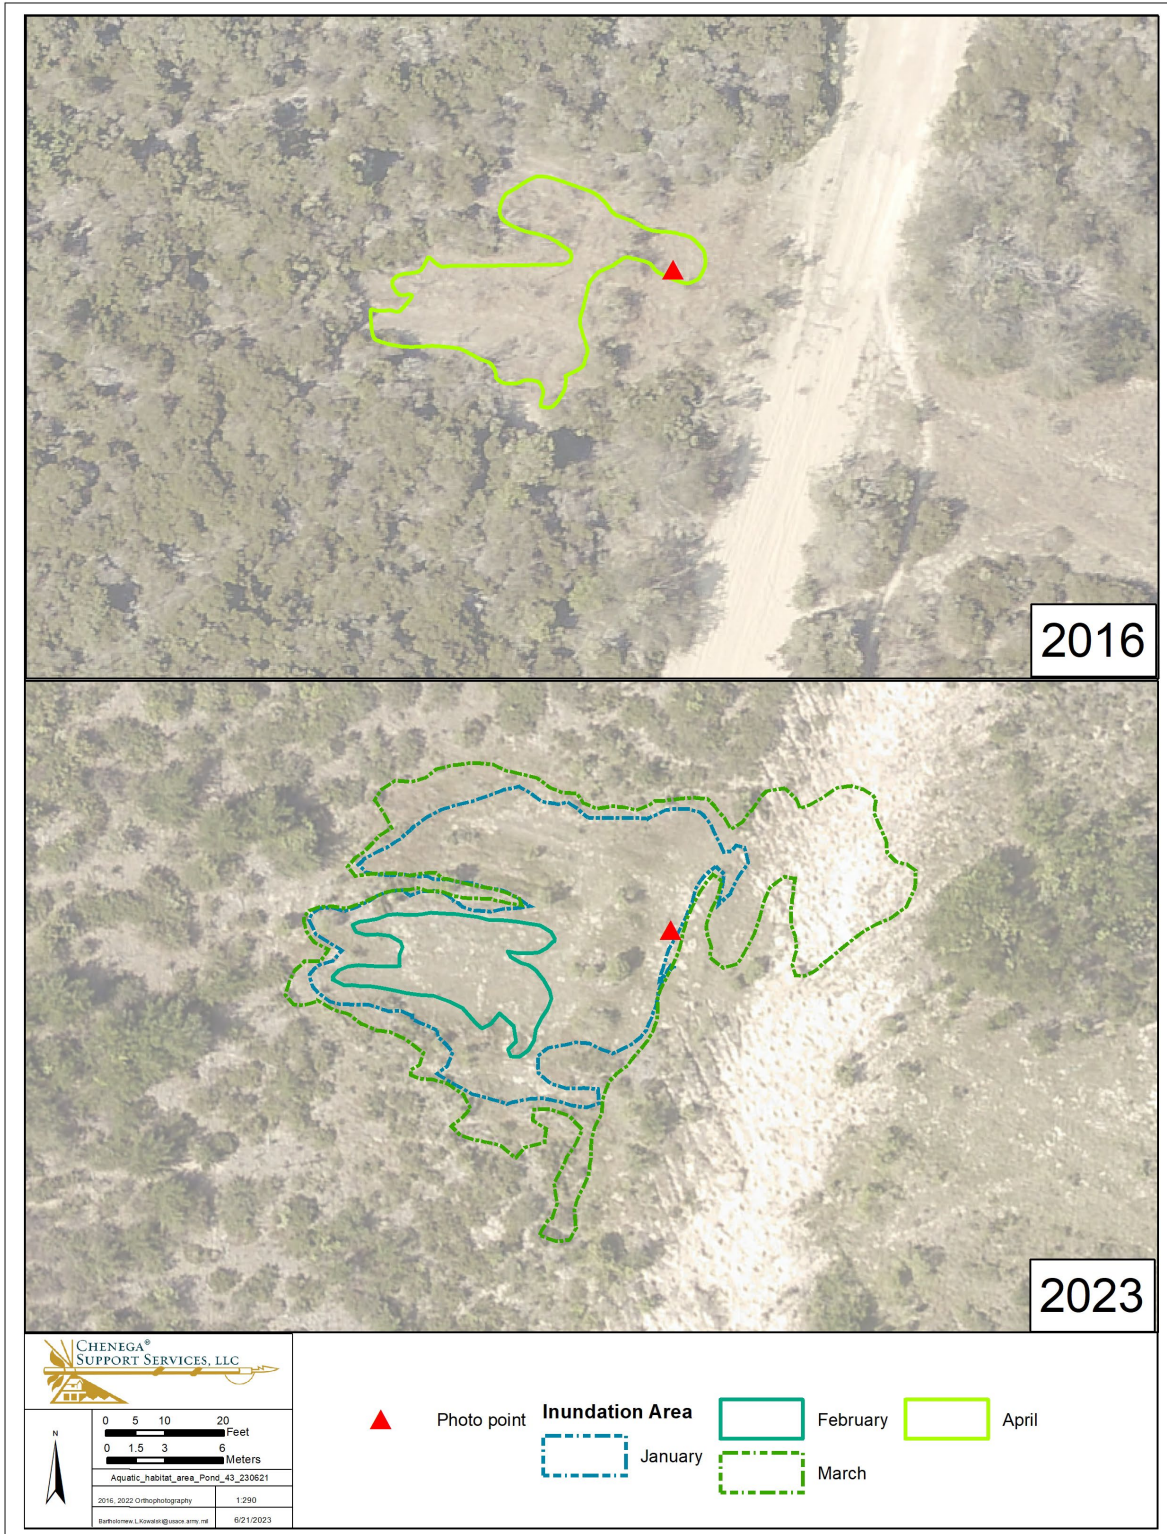 2016
2023
CHENEGA®
SUPPORT SERVICES, LLC
N
0 5 10 20
Feet
0 1.5 3 6
Meters
Aquatic_habitat_area_Pond_43_230621
2016, 2022 Orthophotography 1:290
Bartholomew.L.Kowalski@usace.army.mil 6/21/2023
Photo point
Inundation Area
January
February
March
April